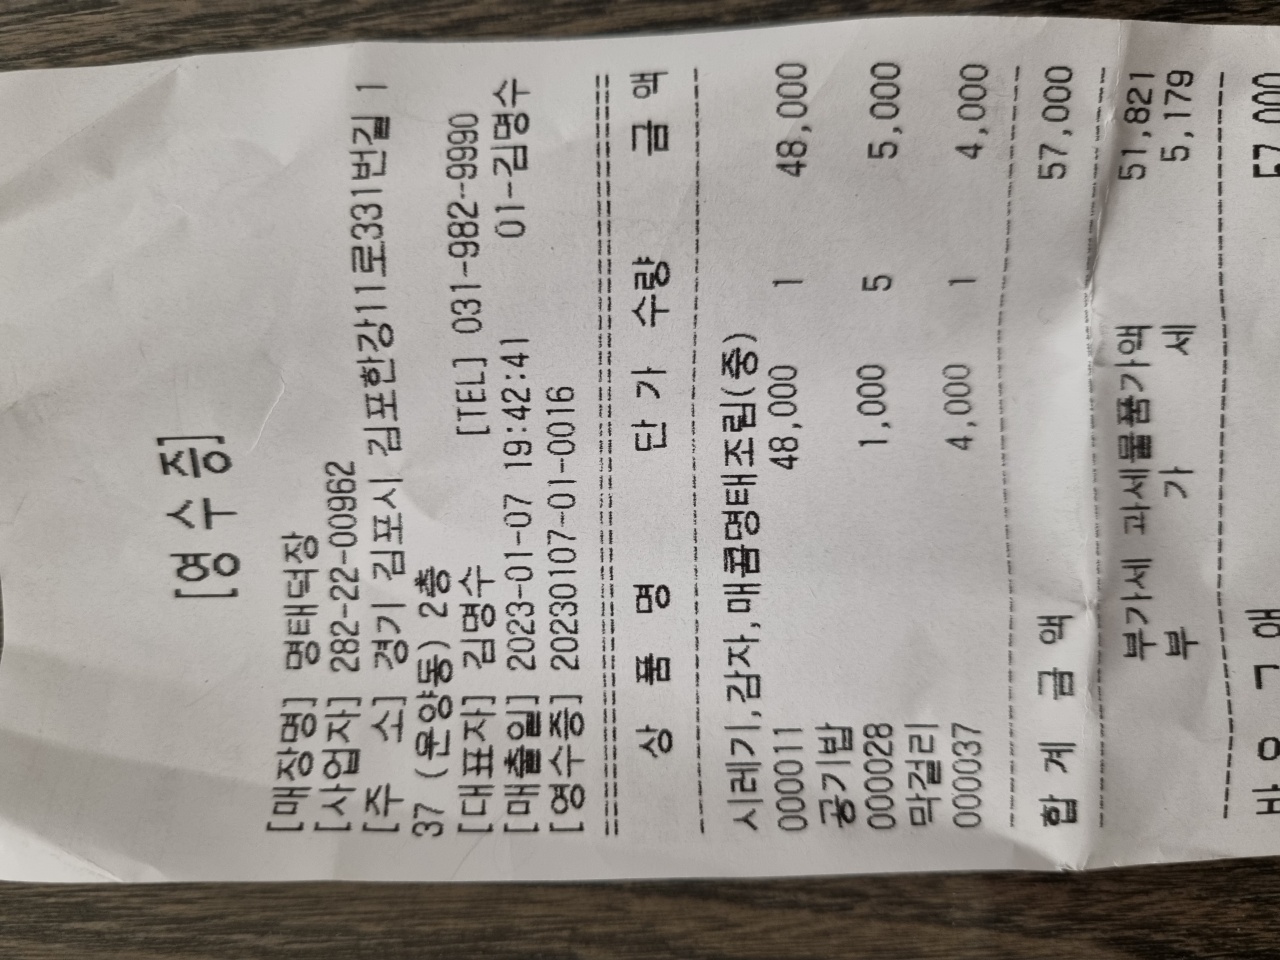 [영수증]
[매장명] 명태덕장
[사업자] 282-22-00962
[주 소] 경기 김포시 김포한강11로331번길 1
37 (운양동) 2층
[대표자] 김명수 [TEL] 031-982-9990
[매출일] 2023-01-07 19:42:41 01-김명수
[영수증] 20230107-01-0016
상 품 명 단 가 수량 금 액
시레기,감자,매콤명태조림(중)
000011 48,000 1 48,000
공기밥
000028 1,000 5 5,000
막걸리
000037 4,000 1 4,000
합 계 금 액 57,000
부가세 과세물품가액 51,821
부 가 세 5,179
57,000